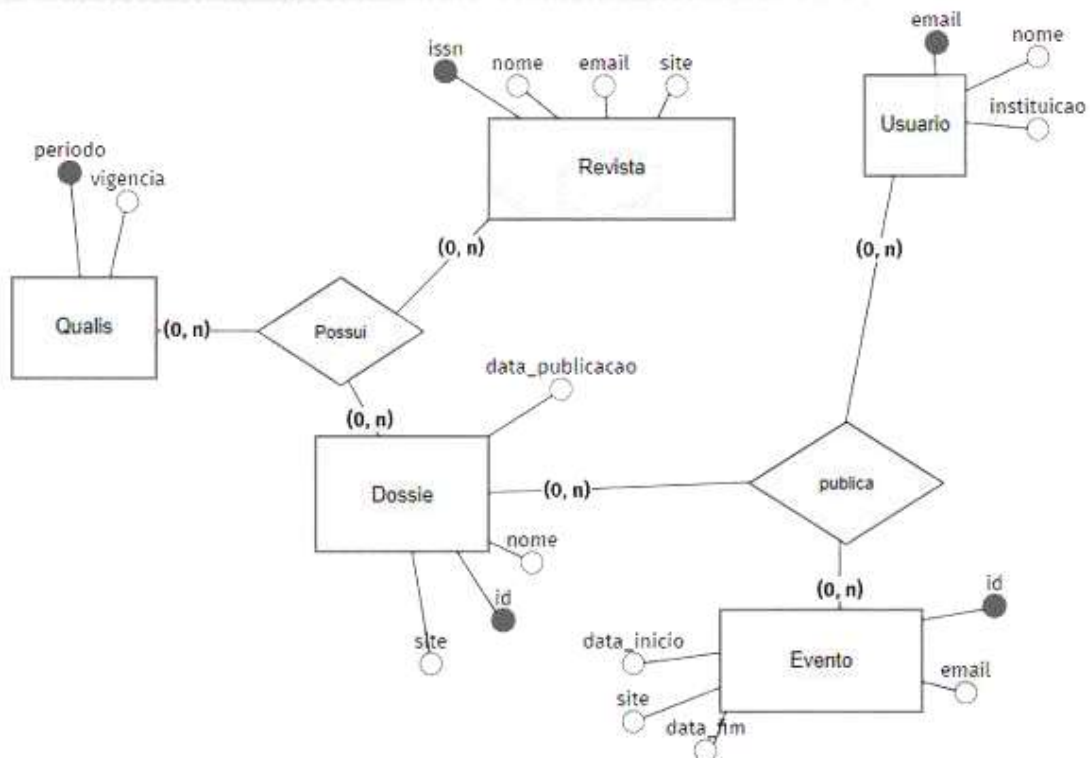 email
nome
issn
nome
email
site
instituicao
Usuario
periodo
Revista
vigencia
(0, n)
(0, n)
Qualis
(0, n)
Possui
data_publicacao
(0, n)
Dossie
(0, n)
publica
nome
(0, n)
id
id
site
data_inicio
Evento
email
site
data_fim